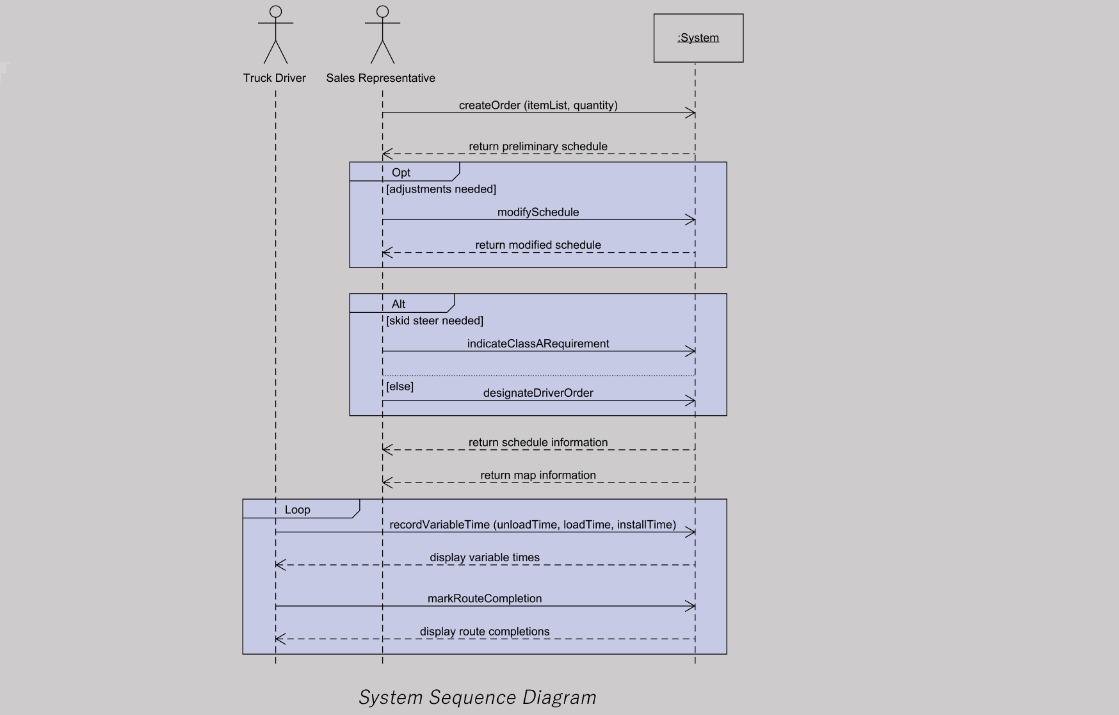 :System
Truck Driver
Sales Representative
createOrder (itemList, quantity)
return preliminary schedule
Opt
[adjustments needed]
modifySchedule
return modified schedule
Alt
[skid steer needed]
indicateClassARequirement
[else]
designateDriverOrder
return schedule information
return map information
Loop
recordVariableTime (unloadTime, loadTime, installTime)
display variable times
markRouteCompletion
display route completions
System Sequence Diagram